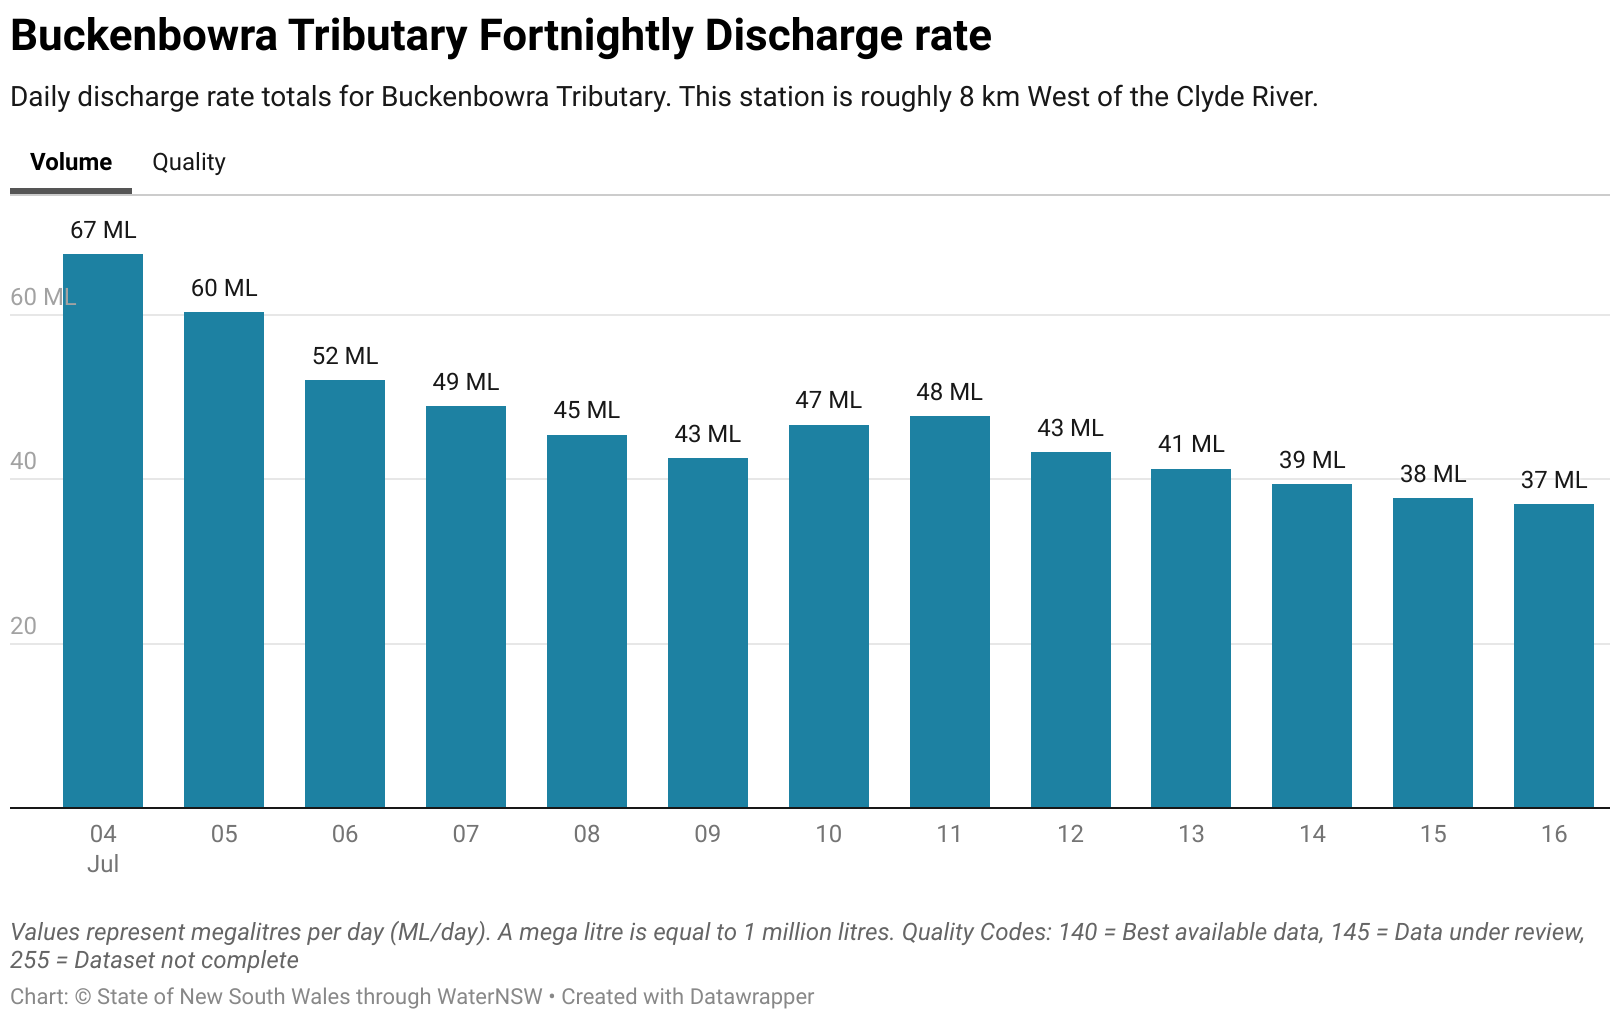 Buckenbowra Tributary Fortnightly Discharge rate
Daily discharge rate totals for Buckenbowra Tributary. This station is roughly 8 km West of the Clyde River.
Volume Quality
67 ML
60 ML
60 ML
52 ML
49 ML
45 ML
43 ML
47 ML
48 ML
43 ML
41 ML
39 ML
38 ML
37 ML
40
20
04 05 06 07 08 09 10 11 12 13 14 15 16
Jul
Values represent megalitres per day (ML/day). A mega litre is equal to 1 million litres. Quality Codes: 140 = Best available data, 145 = Data under review,
255 = Dataset not complete
Chart: © State of New South Wales through WaterNSW • Created with Datawrapper